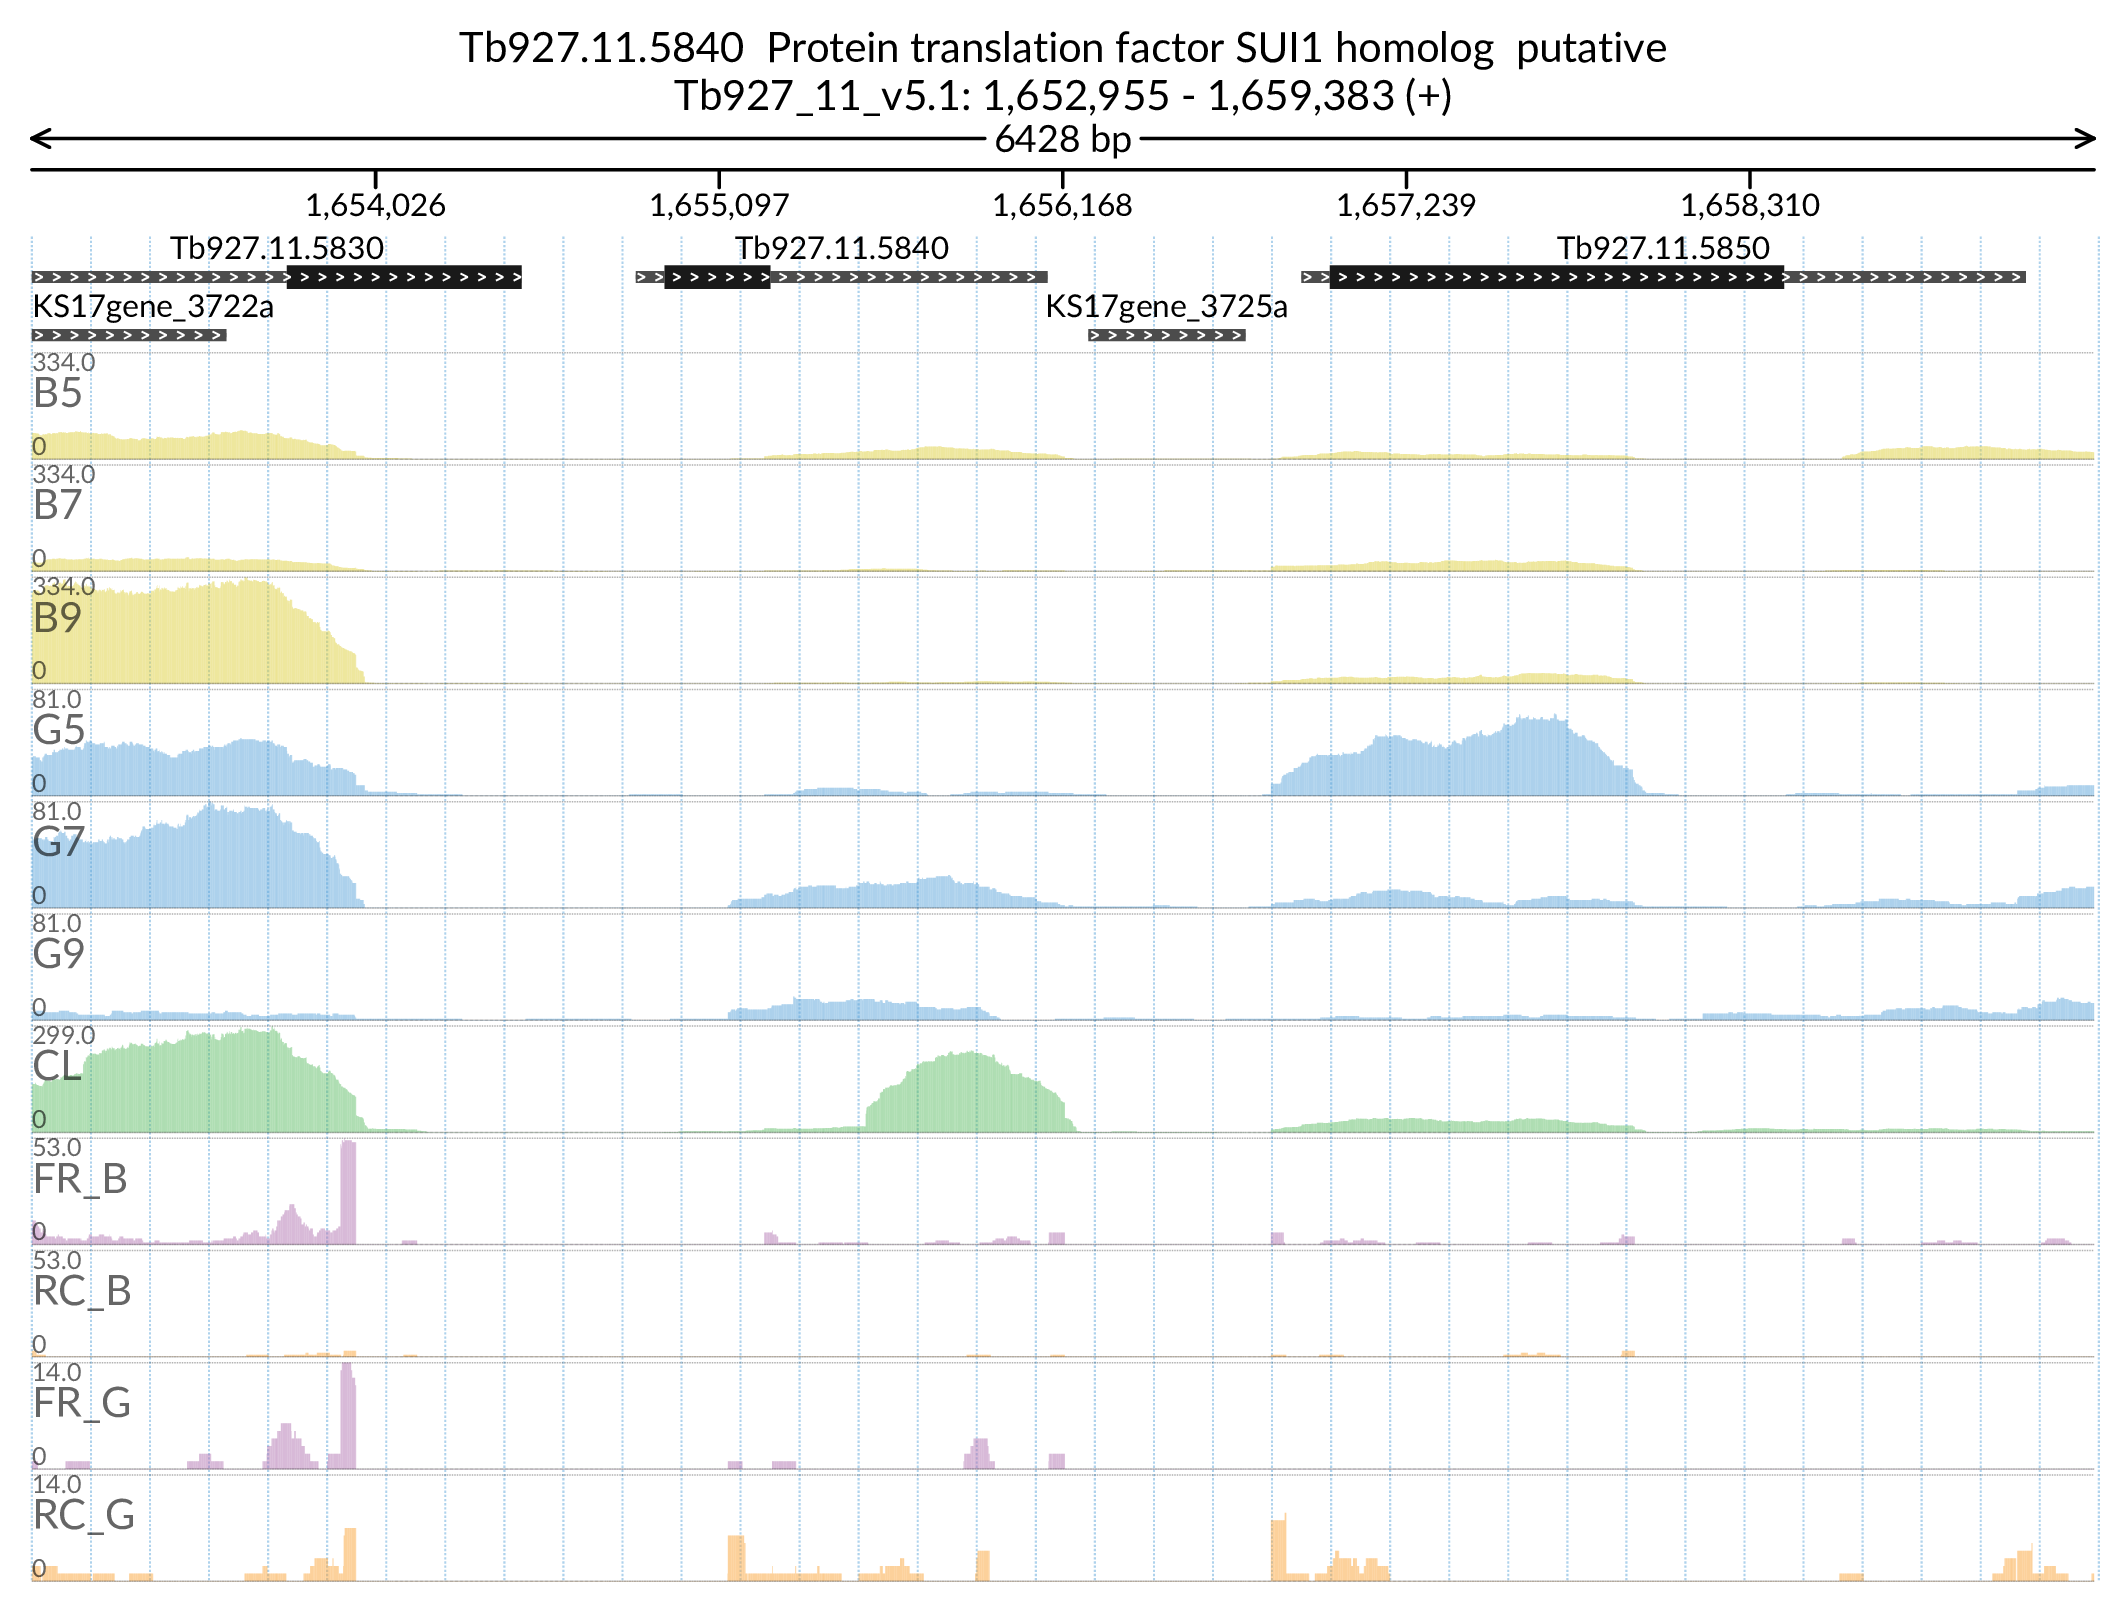 Tb927.11.5840  Protein translation factor SUI1 homolog  putative
Tb927_11_v5.1: 1,652,955 - 1,659,383 (+)
6428 bp
1,654,026 1,655,097 1,656,168 1,657,239 1,658,310
Tb927.11.5830 Tb927.11.5840 Tb927.11.5850
KS17gene_3722a KS17gene_3725a
334.0
B5
0
334.0
B7
0
334.0
B9
0
81.0
G5
0
81.0
G7
0
81.0
G9
0
299.0
CL
0
53.0
FR_B
0
53.0
RC_B
0
14.0
FR_G
0
14.0
RC_G
0